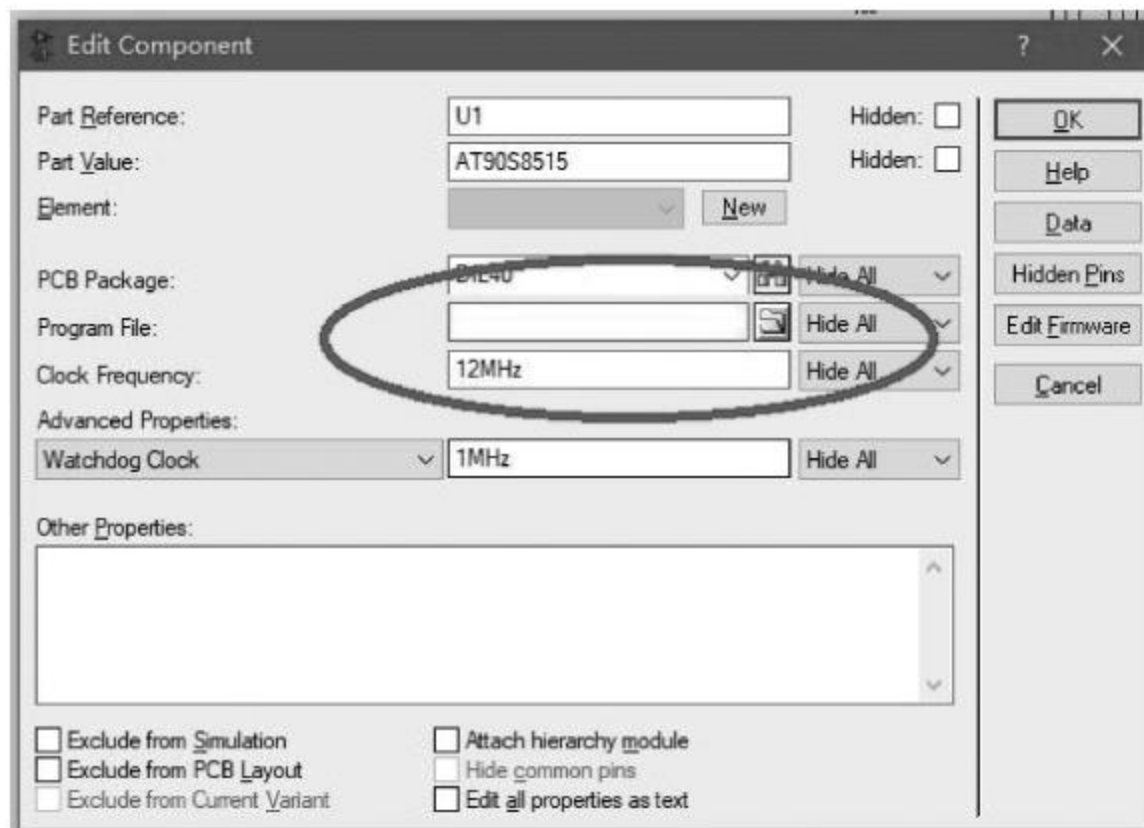 Edit Component ? ×
Part Reference: U1 Hidden: OK
Part Value: AT90S8515 Hidden: Help
Element: New Data
PCB Package: DIL40 Hide All Hidden Pins
Program File: Hide All Edit Firmware
Clock Frequency: 12MHz Hide All Cancel
Advanced Properties:
Watchdog Clock 1MHz Hide All
Other Properties:
Exclude from Simulation Attach hierarchy module
Exclude from PCB Layout Hide common pins
Exclude from Current Variant Edit all properties as text